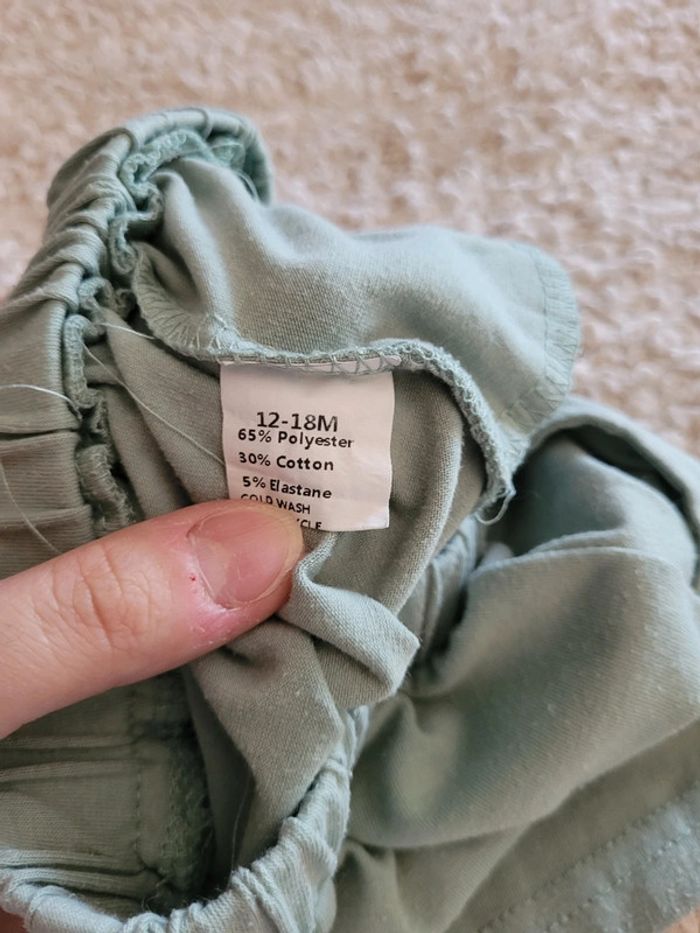 12-18M
65% Polyester
30% Cotton
5% Elastane
COLD WASH